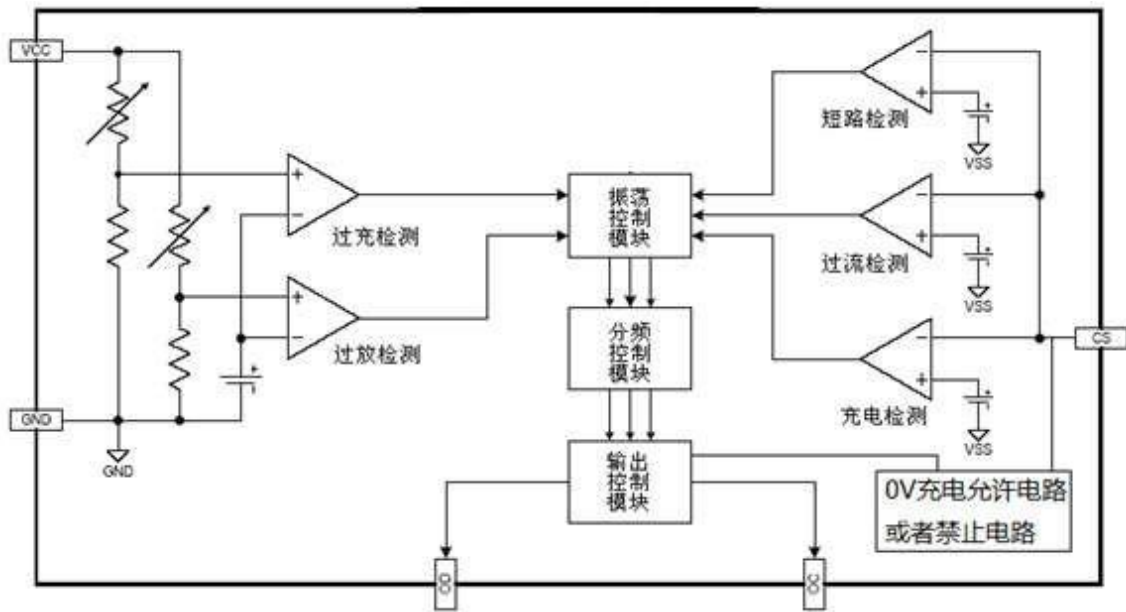 VCC
短路检测
VSS
过充检测
振荡
控制
模块
过流检测
VSS
过放检测
分频
控制
模块
CS
GND
GND
充电检测
VSS
输出
控制
模块
0V充电允许电路
或者禁止电路
OD
OC